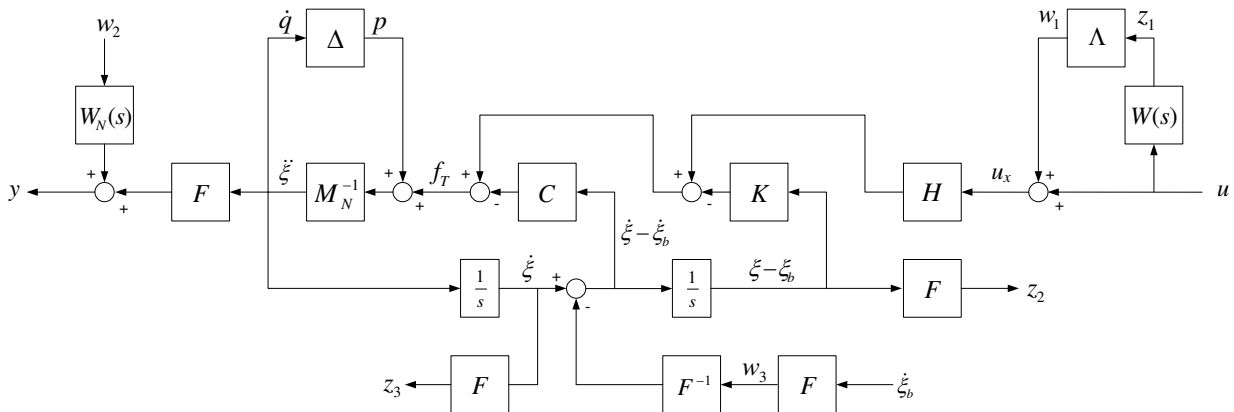 q̇ Δ p
w₂
w₁ Λ z₁
W_N(s)
W(s)
+ + + - + - + +
y + F ξ̈ M_N⁻¹ + f_T C K H u_x + u
ξ̇ − ξ̇_b
1/s ξ̇ + - 1/s ξ − ξ_b F z₂
z₃ F F⁻¹ w₃ F ξ̇_b